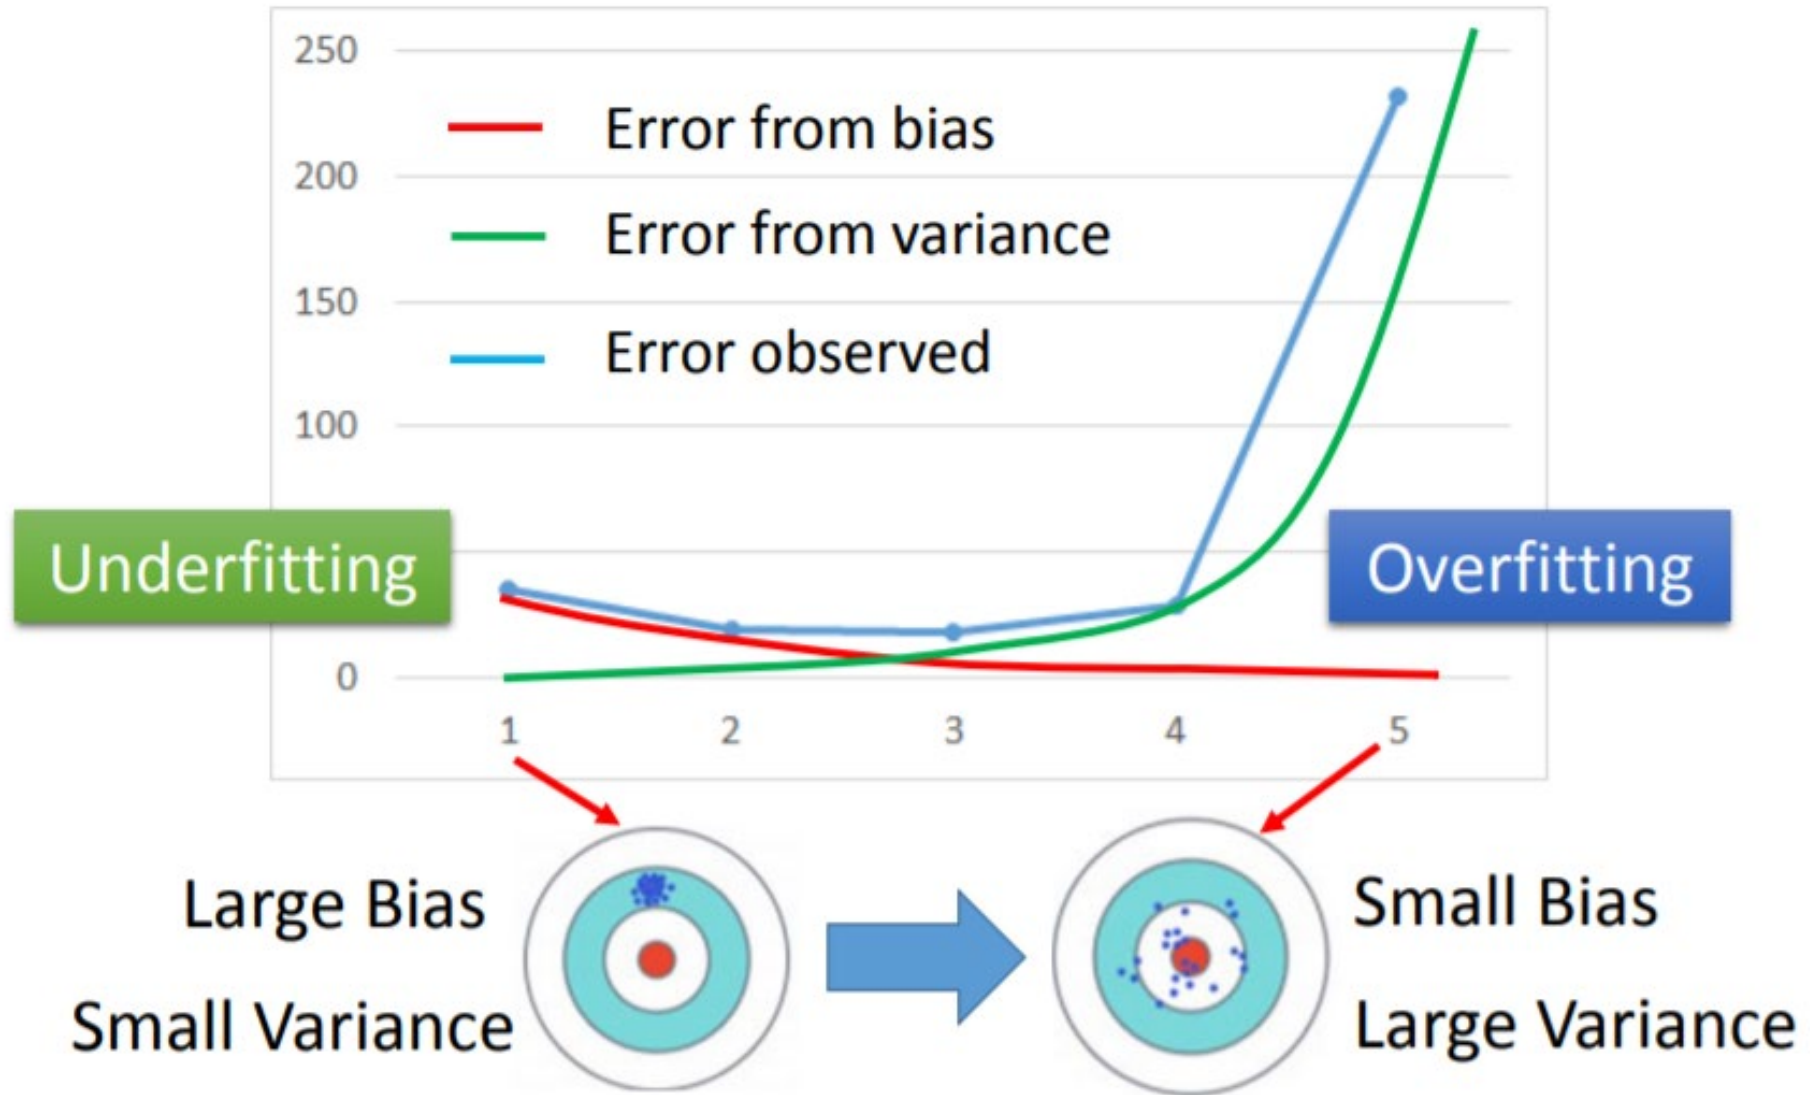 250
Error from bias
200
Error from variance
150
Error observed
100
Underfitting
Overfitting
0
1 2 3 4 5
Large Bias
Small Variance
Small Bias
Large Variance